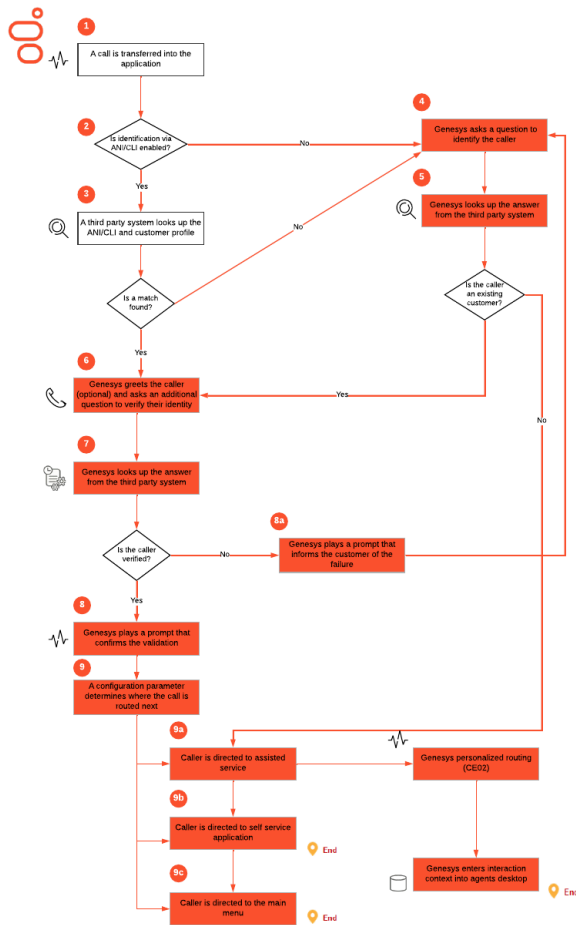 1
A call is transferred into the
application
2
Is identification via
ANI/CLI enabled?
No
4
Genesys asks a question to
identify the caller
Yes
3
A third party system looks up the
ANI/CLI and customer profile
No
5
Genesys looks up the answer
from the third party system
Is a match
found?
Is the caller
an existing
customer?
Yes
6
Genesys greets the caller
(optional) and asks an additional
question to verify their identity
Yes
No
7
Genesys looks up the answer
from the third party system
8a
Is the caller
verified?
No
Genesys plays a prompt that
informs the customer of the
failure
Yes
8
Genesys plays a prompt that
confirms the validation
9
A configuration parameter
determines where the call is
routed next
9a
Caller is directed to assisted
service
Genesys personalized routing
(CE02)
9b
Caller is directed to self service
application
End
9c
Genesys enters interaction
context into agents desktop
End
Caller is directed to the main
menu
End